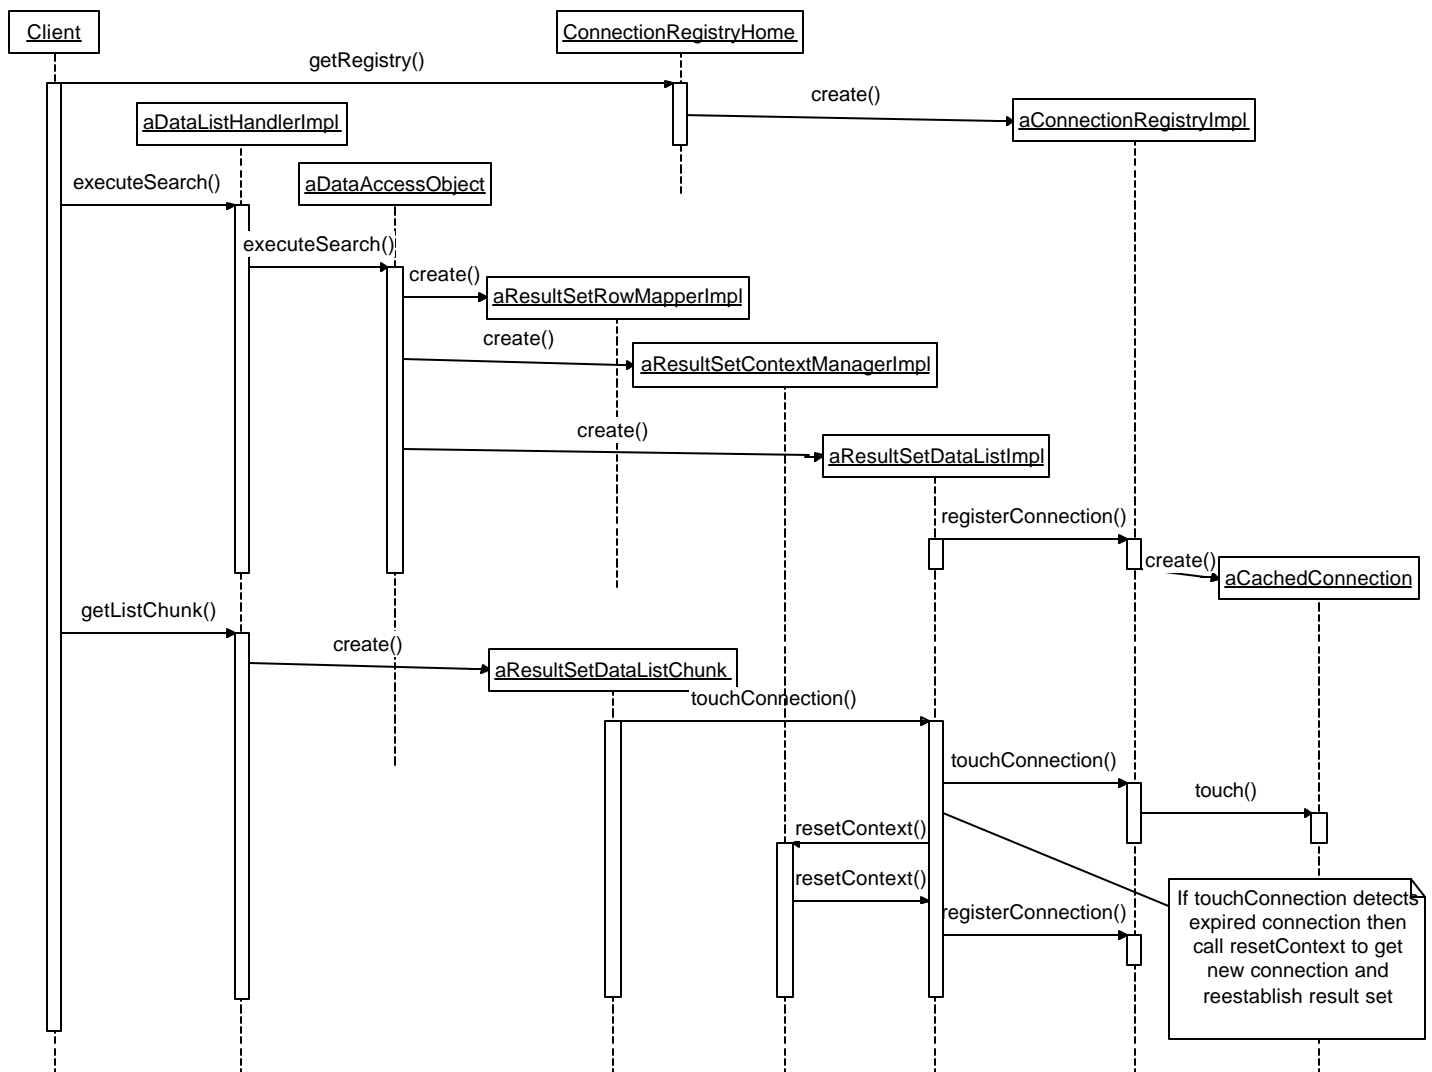 Client
ConnectionRegistryHome
getRegistry()
create()
aConnectionRegistryImpl
aDataListHandlerImpl
executeSearch()
aDataAccessObject
executeSearch()
create()
aResultSetRowMapperImpl
create()
aResultSetContextManagerImpl
create()
aResultSetDataListImpl
registerConnection()
create()
aCachedConnection
getListChunk()
create()
aResultSetDataListChunk
touchConnection()
touchConnection()
touch()
resetContext()
resetContext()
registerConnection()
If touchConnection detects
expired connection then
call resetContext to get
new connection and
reestablish result set